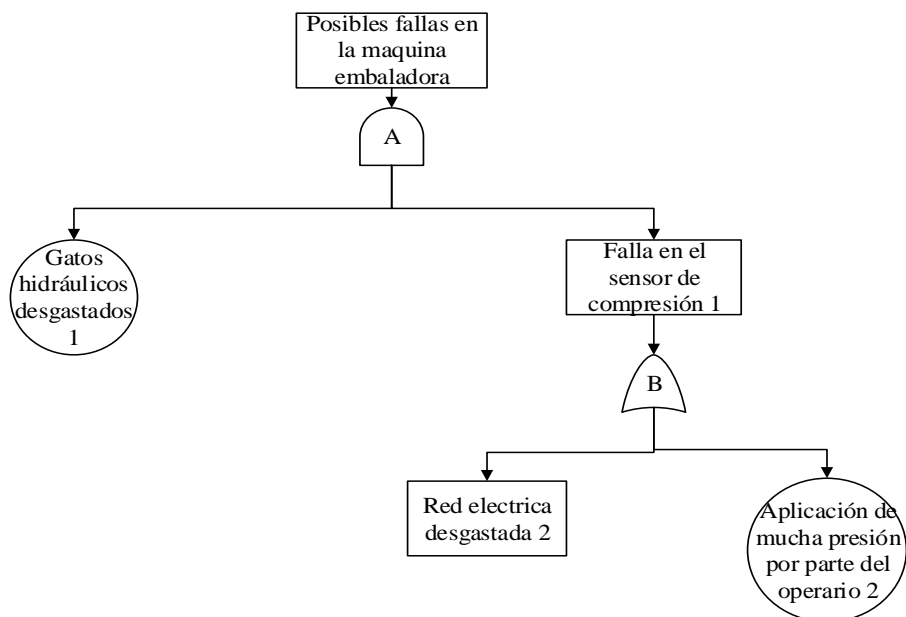 Posibles fallas en
la maquina
embaladora
A
Gatos
hidráulicos
desgastados
1
Falla en el
sensor de
compresión 1
B
Red electrica
desgastada 2
Aplicación de
mucha presión
por parte del
operario 2